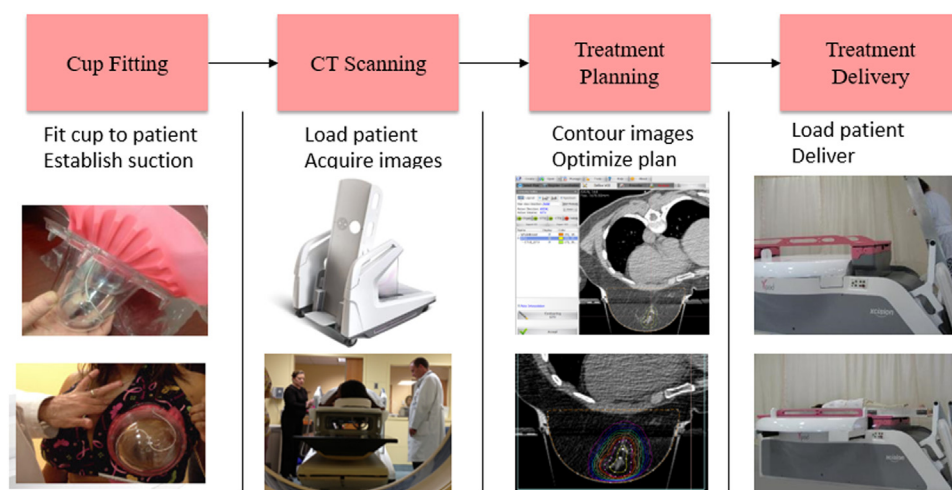 Cup Fitting
CT Scanning
Treatment
Planning
Treatment
Delivery
Fit cup to patient
Establish suction
Load patient
Acquire images
Contour images
Optimize plan
Load patient
Deliver
xcision